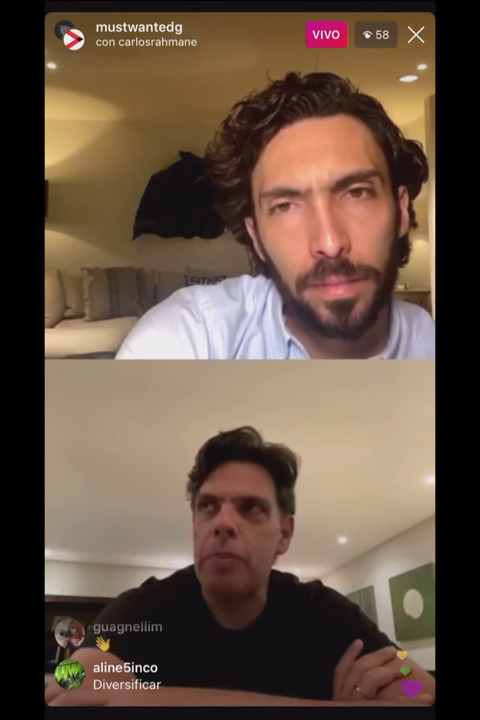 mustwantedg
con carlosrahmane
VIVO
58
guagnellim
aline5inco
Diversificar